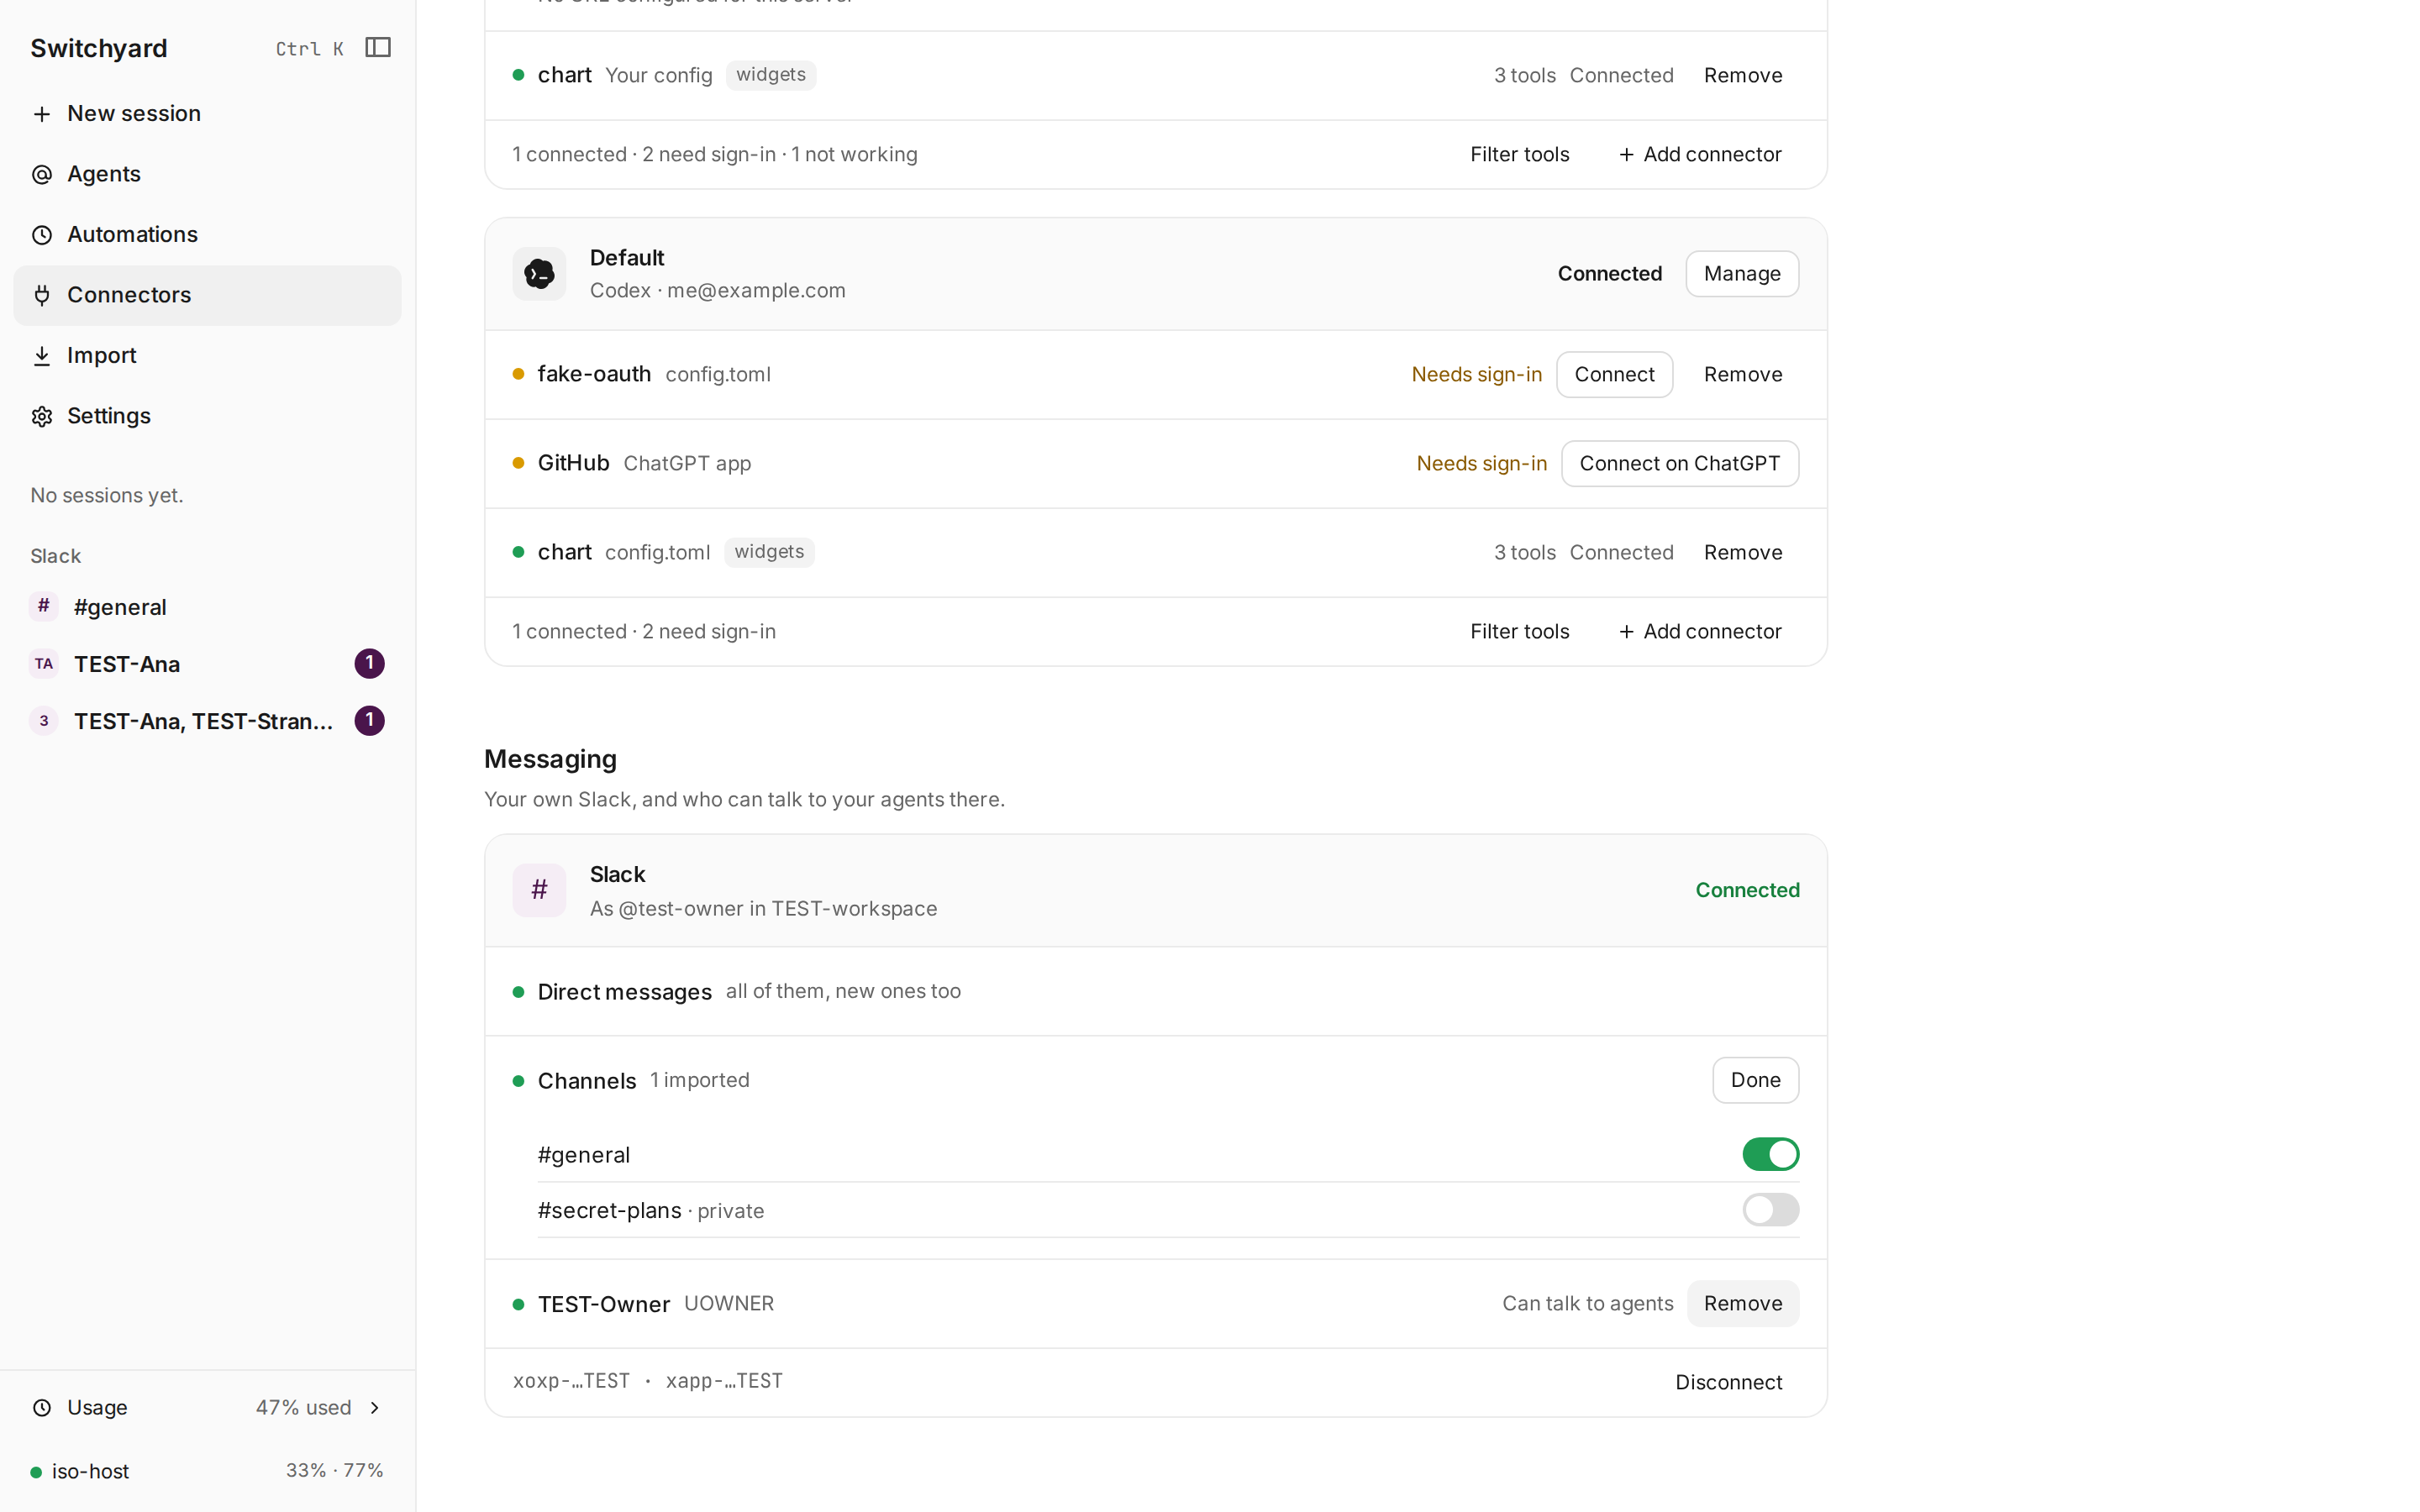 Switchyard
Ctrl K
New session
Agents
Automations
Connectors
Import
Settings
No sessions yet.
Slack
# #general
TA TEST-Ana 1
3 TEST-Ana, TEST-Stran... 1
Usage 47% used
iso-host 33% · 77%
chart Your config widgets 3 tools Connected Remove
1 connected · 2 need sign-in · 1 not working Filter tools + Add connector
Default
Codex · me@example.com
Connected Manage
fake-oauth config.toml Needs sign-in Connect Remove
GitHub ChatGPT app Needs sign-in Connect on ChatGPT
chart config.toml widgets 3 tools Connected Remove
1 connected · 2 need sign-in Filter tools + Add connector
Messaging
Your own Slack, and who can talk to your agents there.
# Slack
As @test-owner in TEST-workspace
Connected
Direct messages all of them, new ones too
Channels 1 imported Done
#general
#secret-plans · private
TEST-Owner UOWNER Can talk to agents Remove
xoxp-…TEST · xapp-…TEST Disconnect